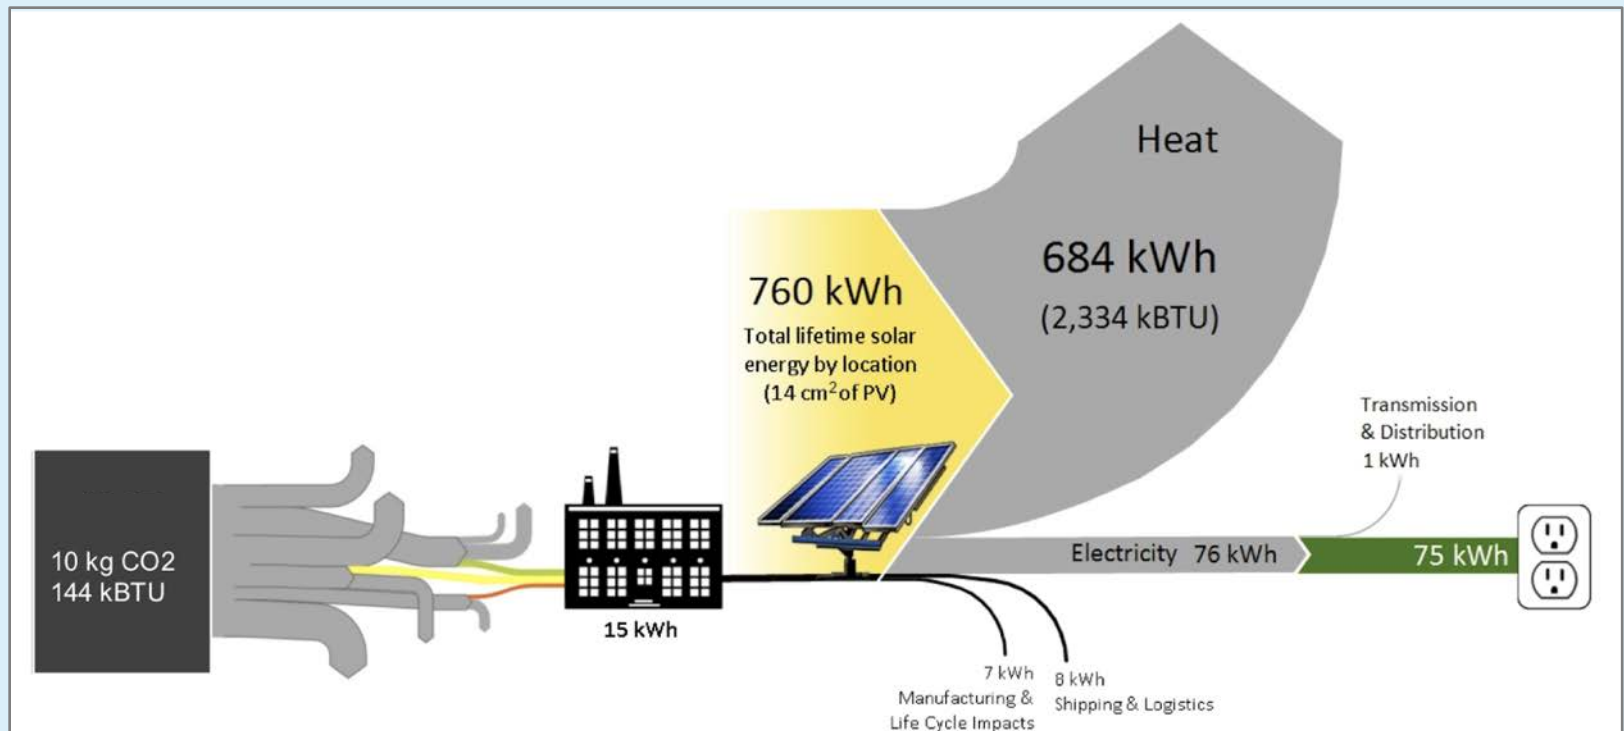 Heat
684 kWh
(2,334 kBTU)
760 kWh
Total lifetime solar
energy by location
(14 cm² of PV)
Transmission
& Distribution
1 kWh
10 kg CO2
144 kBTU
15 kWh
Electricity 76 kWh
75 kWh
7 kWh
Manufacturing &
Life Cycle Impacts
8 kWh
Shipping & Logistics